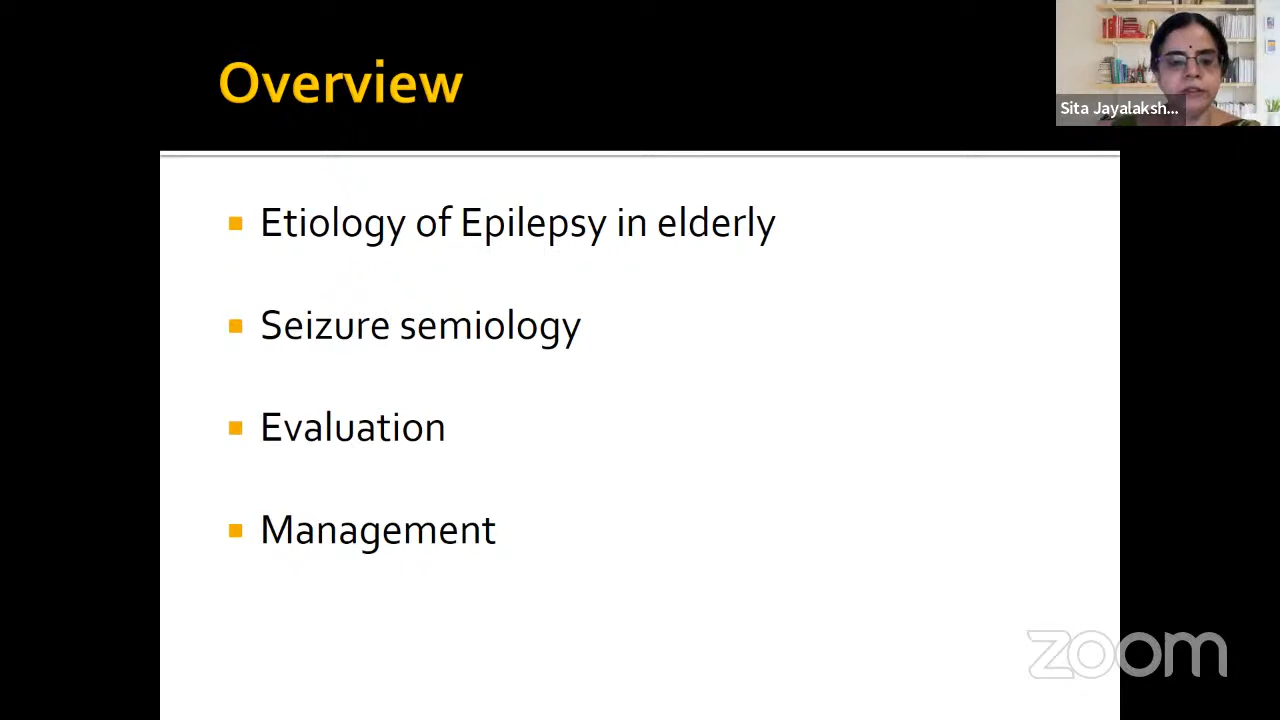 Overview
Sita Jayalaksh...
Etiology of Epilepsy in elderly
Seizure semiology
Evaluation
Management
zoom